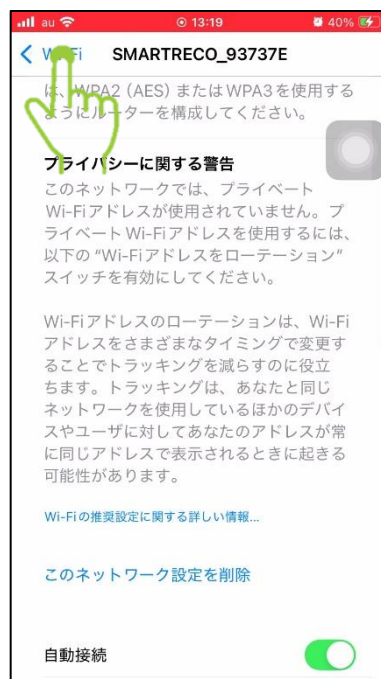 au 13:19 40%
Wi-Fi SMARTRECO_93737E
は、WPA2（AES）またはWPA3を使用する
ようにルーターを構成してください。
プライバシーに関する警告
このネットワークでは、プライベート
Wi-Fiアドレスが使用されていません。プ
ライベートWi-Fiアドレスを使用するには、
以下の“Wi-Fiアドレスをローテーション”
スイッチを有効にしてください。
Wi-Fiアドレスのローテーションは、Wi-Fi
アドレスをさまざまなタイミングで変更す
ることでトラッキングを減らすのに役立
ちます。トラッキングは、あなたと同じ
ネットワークを使用しているほかのデバイ
スやユーザに対してあなたのアドレスが常
に同じアドレスで表示されるときに起きる
可能性があります。
Wi-Fiの推奨設定に関する詳しい情報...
このネットワーク設定を削除
自動接続